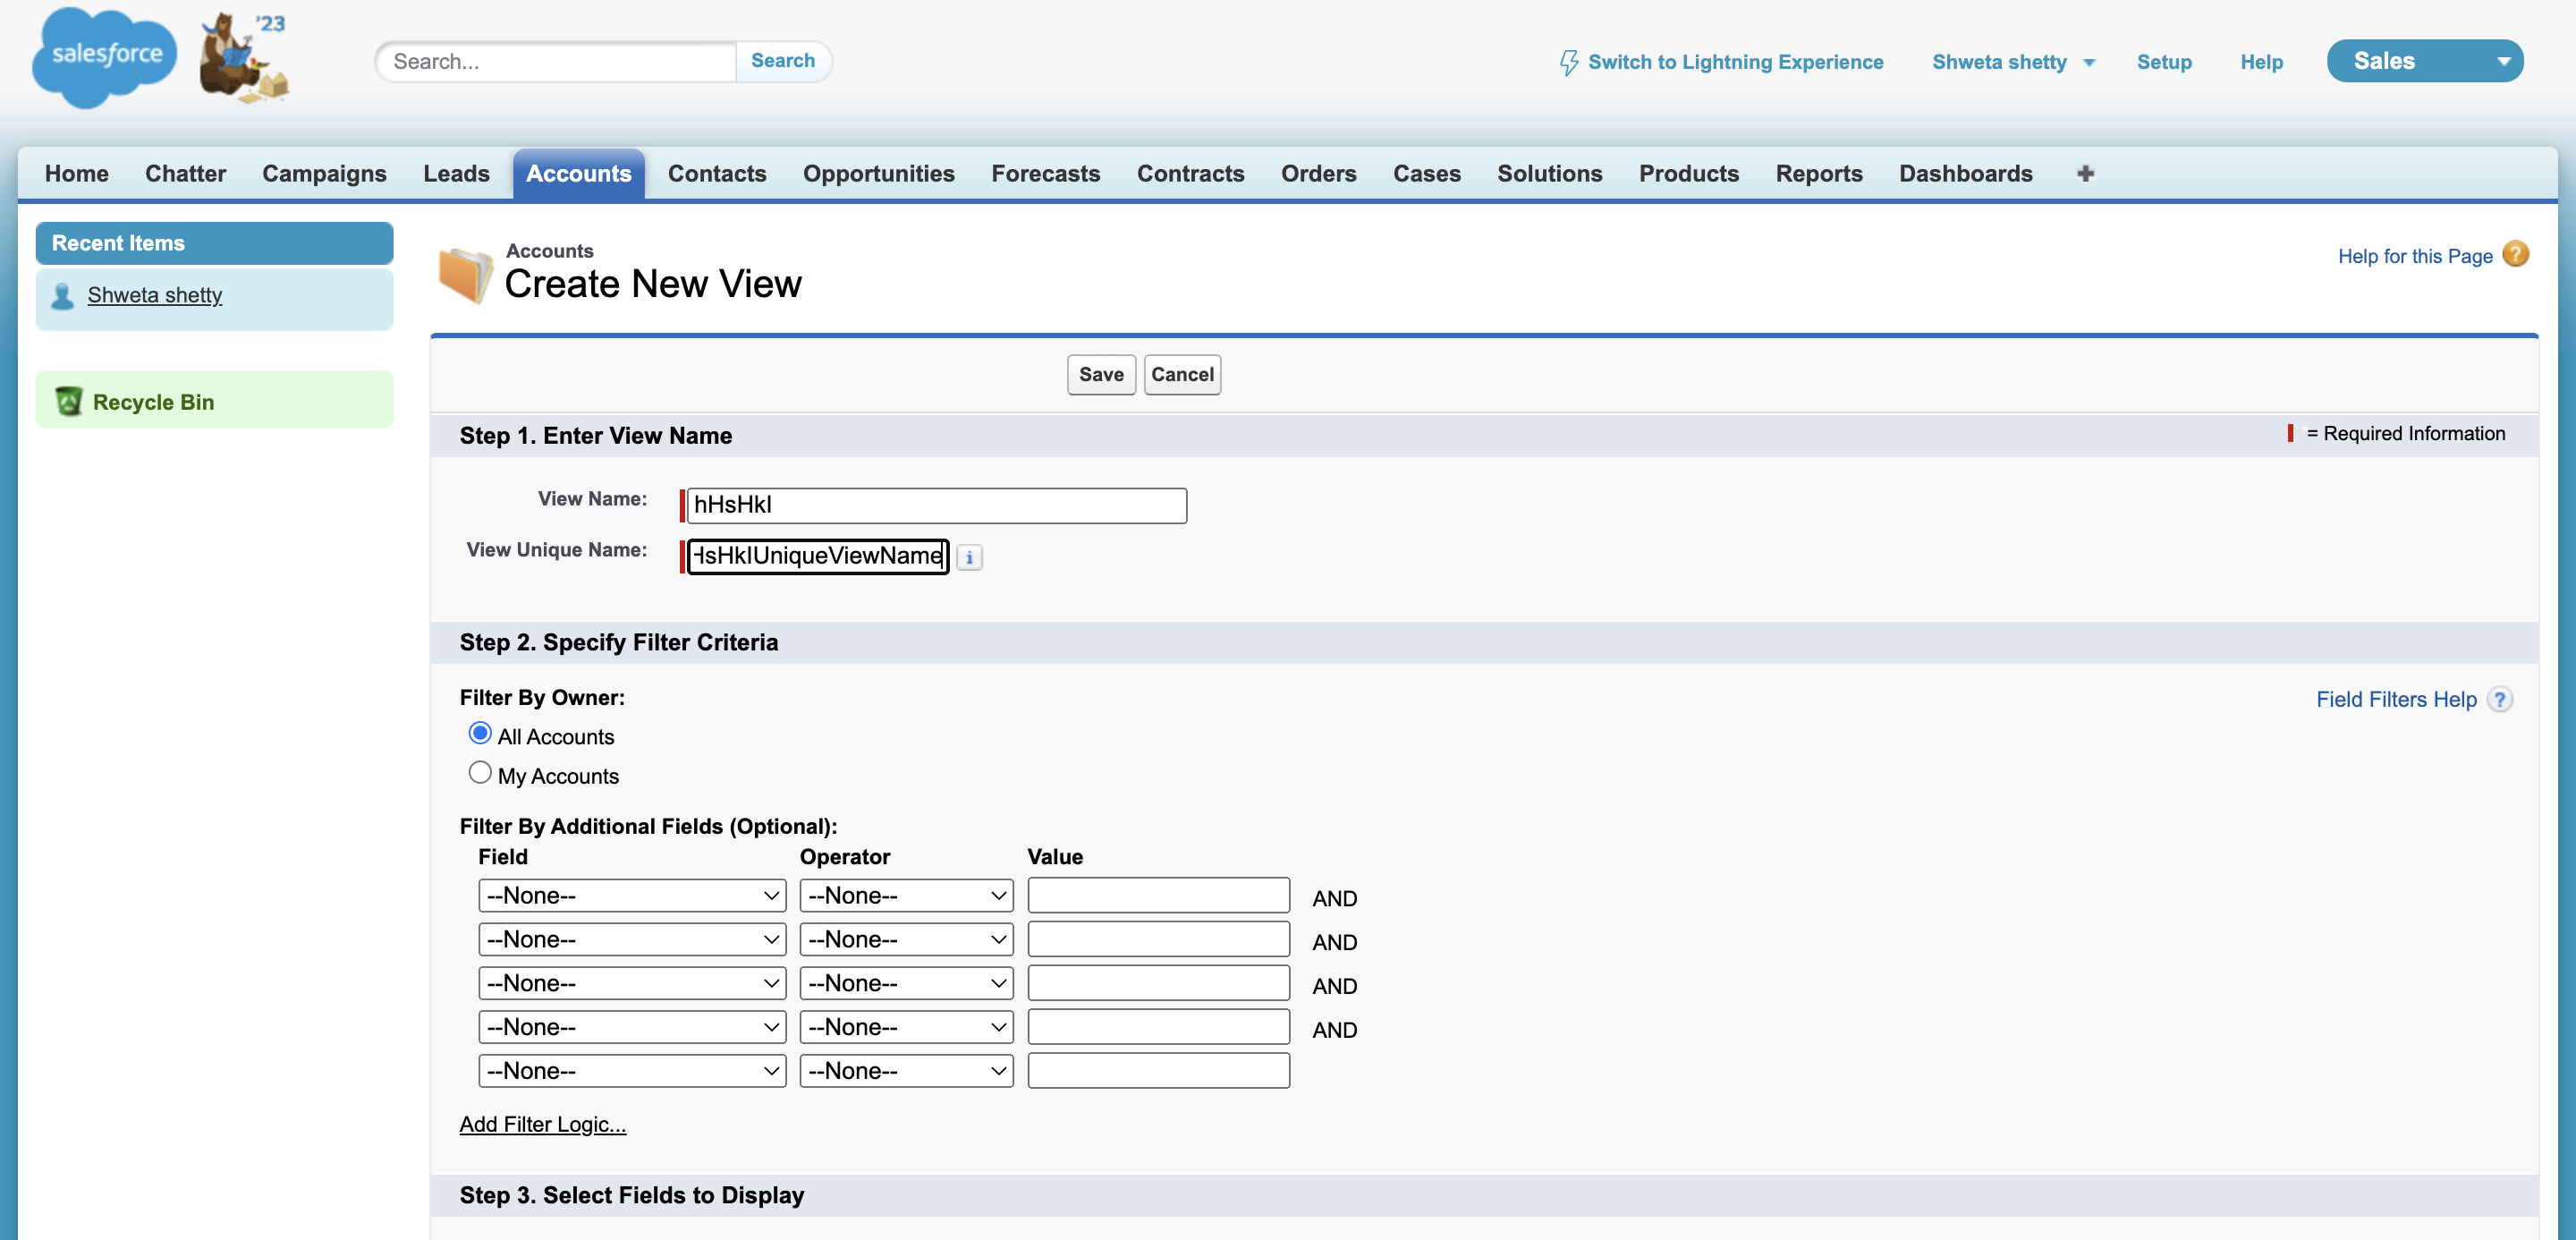 salesforce
'23
Search...
Search
Switch to Lightning Experience
Shweta shetty
Setup
Help
Sales
Home
Chatter
Campaigns
Leads
Accounts
Contacts
Opportunities
Forecasts
Contracts
Orders
Cases
Solutions
Products
Reports
Dashboards
Recent Items
Shweta shetty
Recycle Bin
Accounts
Create New View
Help for this Page
Save
Cancel
Step 1. Enter View Name
= Required Information
View Name:
hHsHkI
View Unique Name:
HsHkIUniqueViewName
Step 2. Specify Filter Criteria
Filter By Owner:
Field Filters Help
All Accounts
My Accounts
Filter By Additional Fields (Optional):
Field Operator Value
--None-- --None-- AND
--None-- --None-- AND
--None-- --None-- AND
--None-- --None-- AND
--None-- --None--
Add Filter Logic...
Step 3. Select Fields to Display